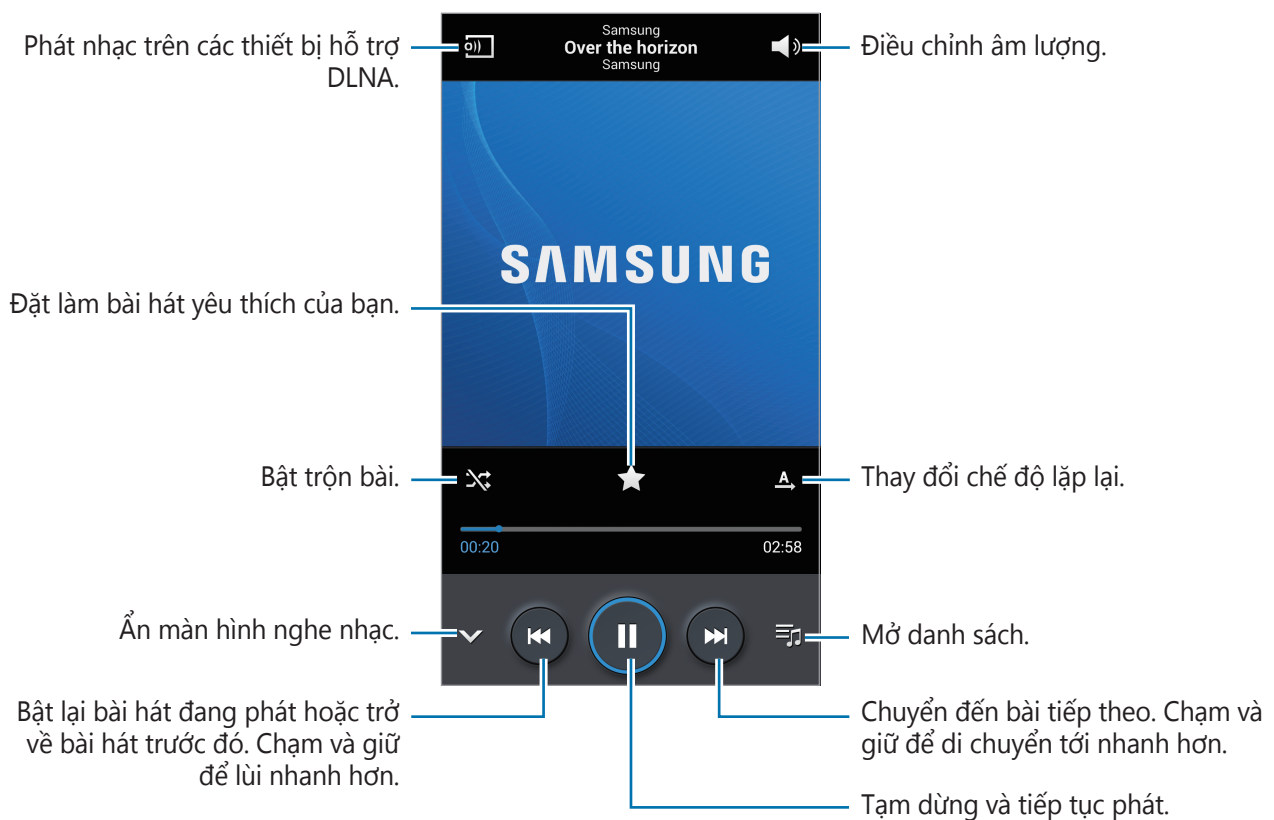 Phát nhạc trên các thiết bị hỗ trợ
DLNA.
Samsung
Over the horizon
Samsung
Điều chỉnh âm lượng.
SAMSUNG
Đặt làm bài hát yêu thích của bạn.
Bật trộn bài.
A
Thay đổi chế độ lặp lại.
00:20
02:58
Ẩn màn hình nghe nhạc.
Mở danh sách.
Bật lại bài hát đang phát hoặc trở
về bài hát trước đó. Chạm và giữ
để lùi nhanh hơn.
Chuyển đến bài tiếp theo. Chạm và
giữ để di chuyển tới nhanh hơn.
Tạm dừng và tiếp tục phát.